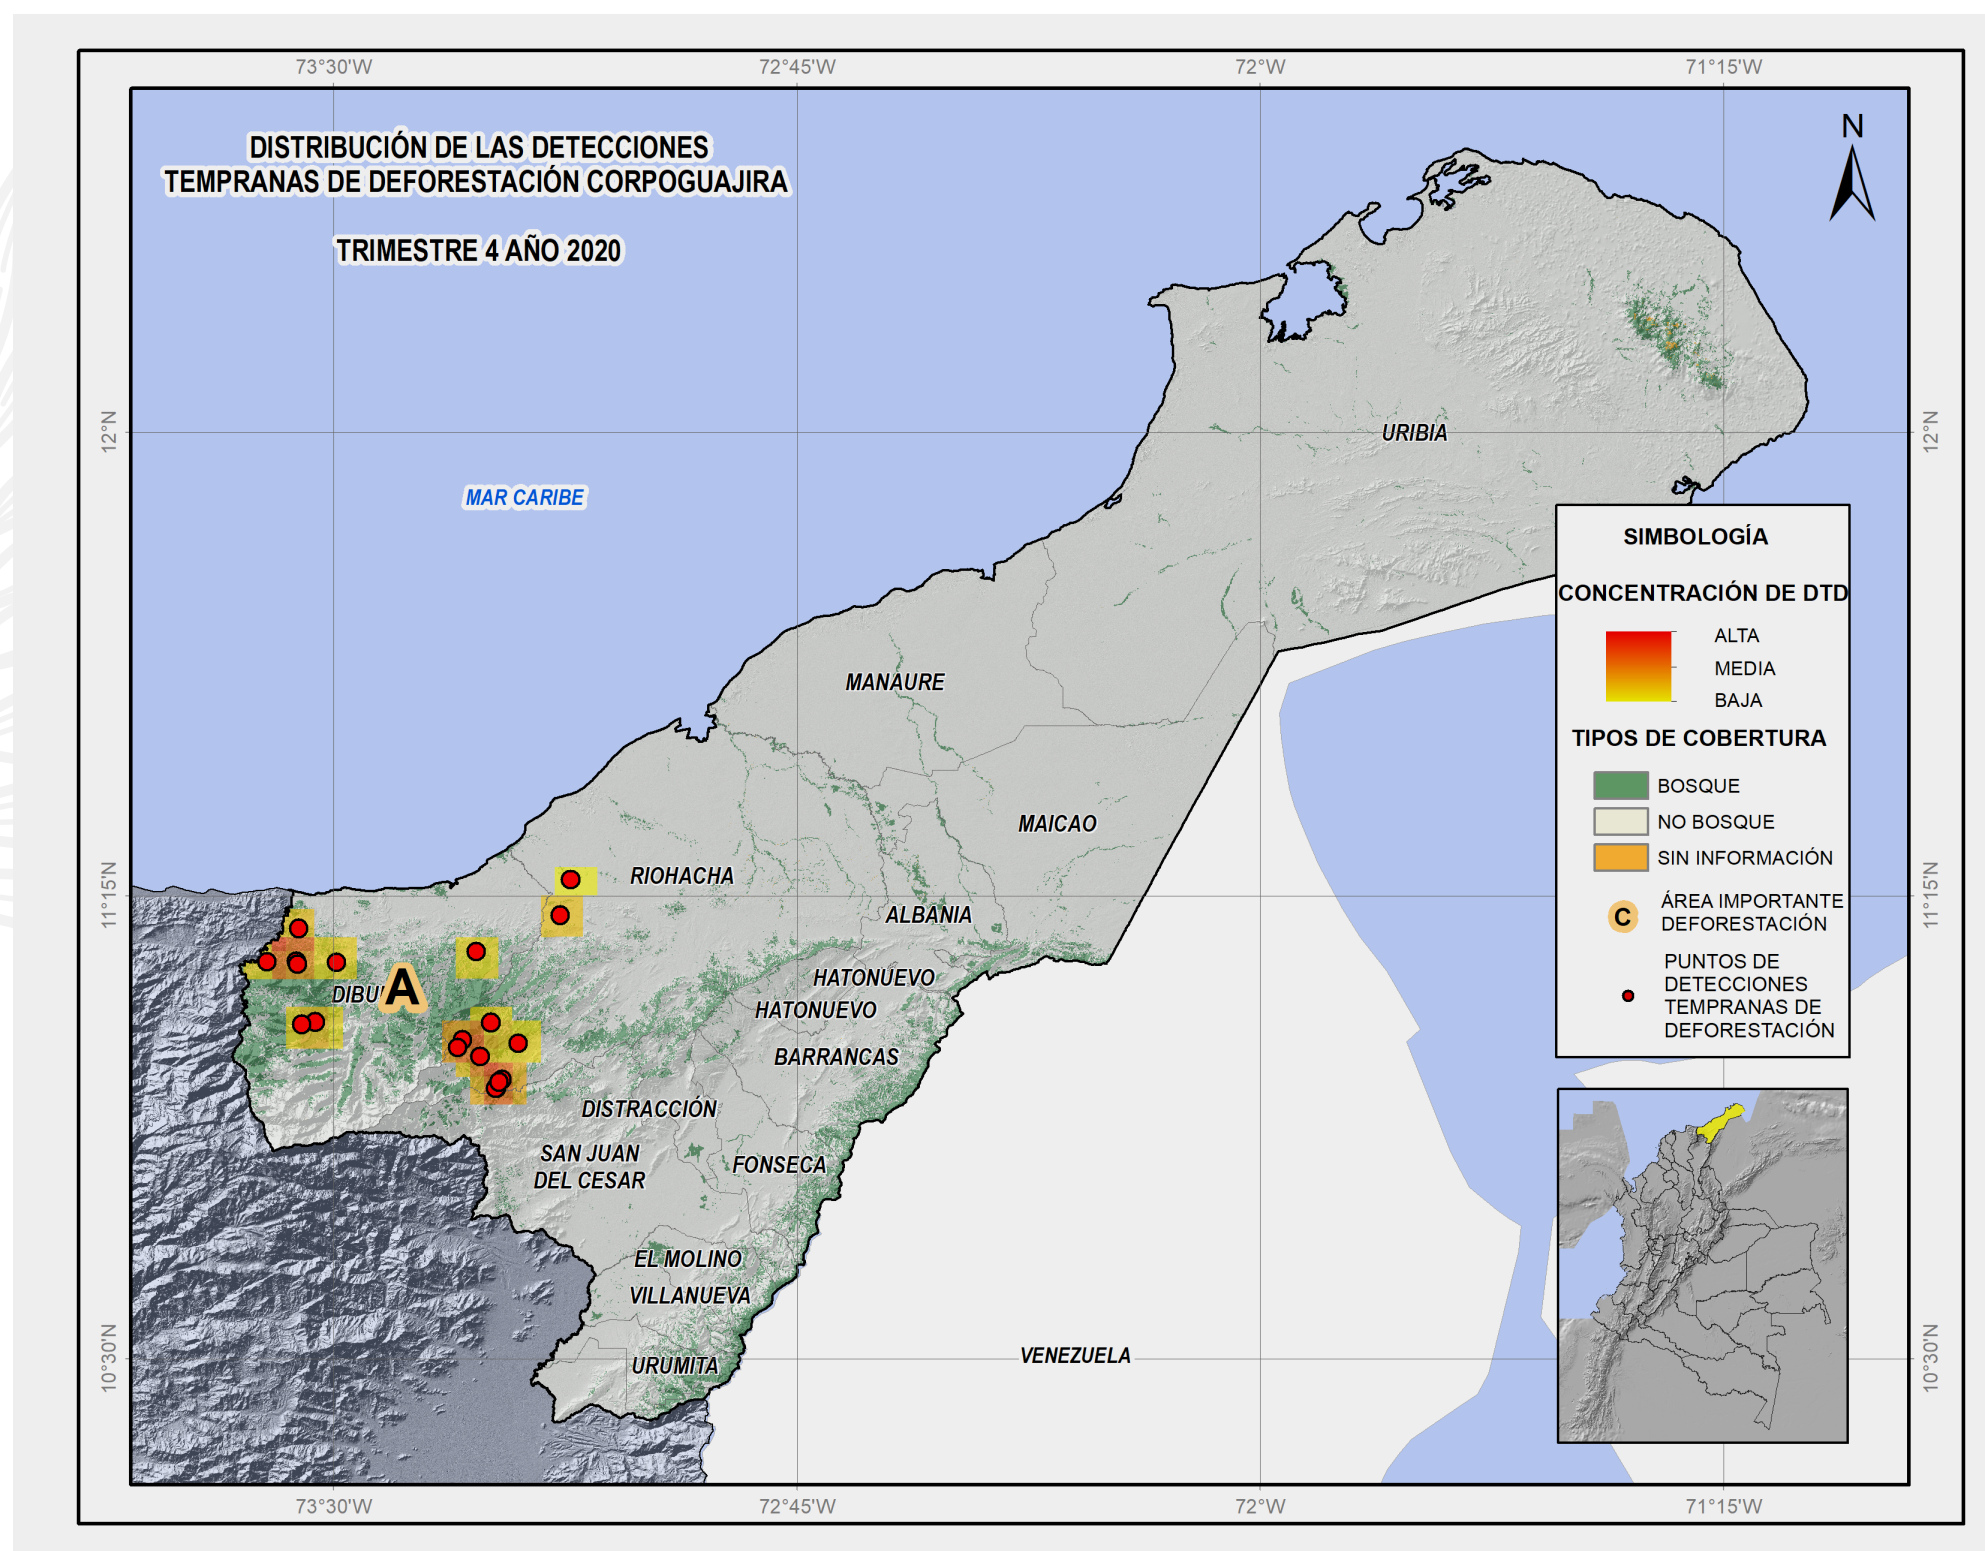 73°30'W
72°45'W
72°W
71°15'W
DISTRIBUCIÓN DE LAS DETECCIONES
TEMPRANAS DE DEFORESTACIÓN CORPOGUAJIRA
TRIMESTRE 4 AÑO 2020
N
12°N
12°N
URIBIA
MAR CARIBE
SIMBOLOGÍA
CONCENTRACIÓN DE DTD
ALTA
MEDIA
BAJA
TIPOS DE COBERTURA
BOSQUE
NO BOSQUE
SIN INFORMACIÓN
C
ÁREA IMPORTANTE
DEFORESTACIÓN
PUNTOS DE
DETECCIONES
TEMPRANAS DE
DEFORESTACIÓN
MANAURE
MAICAO
RIOHACHA
11°15'N
11°15'N
ALBANIA
HATONUEVO
DIBU
A
HATONUEVO
BARRANCAS
DISTRACCIÓN
SAN JUAN
DEL CESAR
FONSECA
EL MOLINO
VILLANUEVA
URUMITA
VENEZUELA
10°30'N
10°30'N
73°30'W
72°45'W
72°W
71°15'W